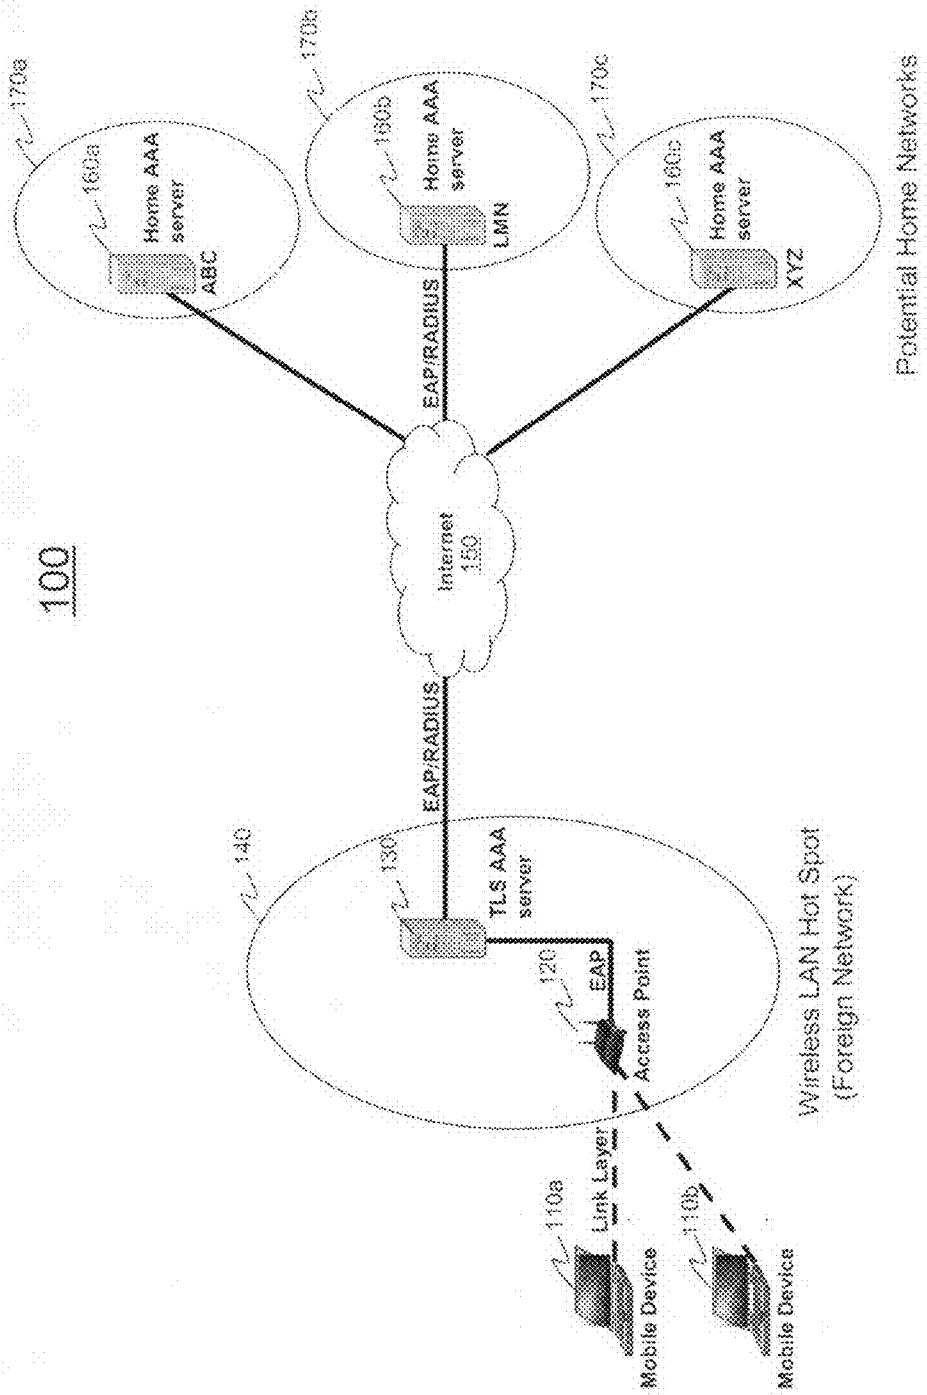 100
170a
160a
Home AAA
server
ABC
170b
160b
Home AAA
server
LMN
170c
160c
Home AAA
server
XYZ
Potential Home Networks
EAP/RADIUS
Internet
150
EAP/RADIUS
140
130
TLS AAA
server
120
EAP
Access Point
Wireless LAN Hot Spot
(Foreign Network)
Link Layer
110a
Mobile Device
110b
Mobile Device